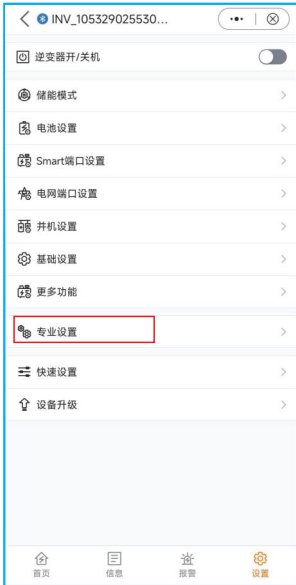 INV_105329025530...
逆变器开/关机
储能模式
电池设置
Smart端口设置
电网端口设置
并机设置
基础设置
更多功能
专业设置
快速设置
设备升级
首页 信息 报警 设置